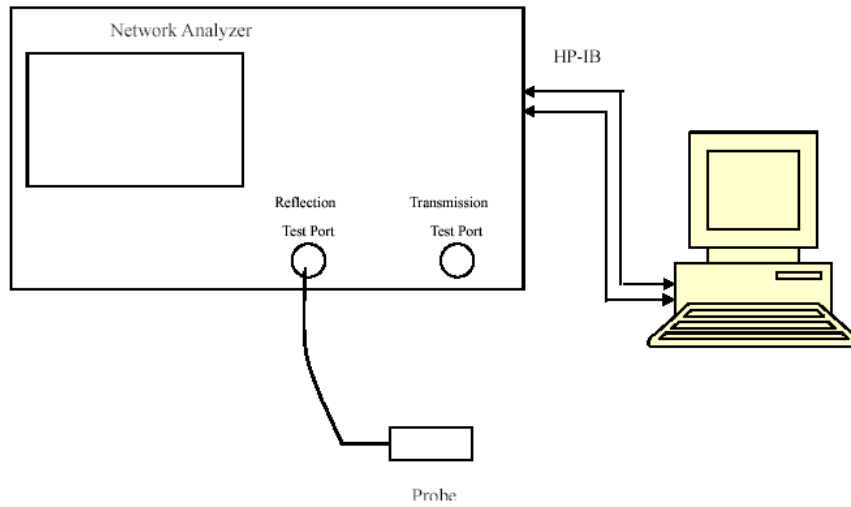 Network Analyzer
HP-IB
Reflection
Test Port
Transmission
Test Port
Probe